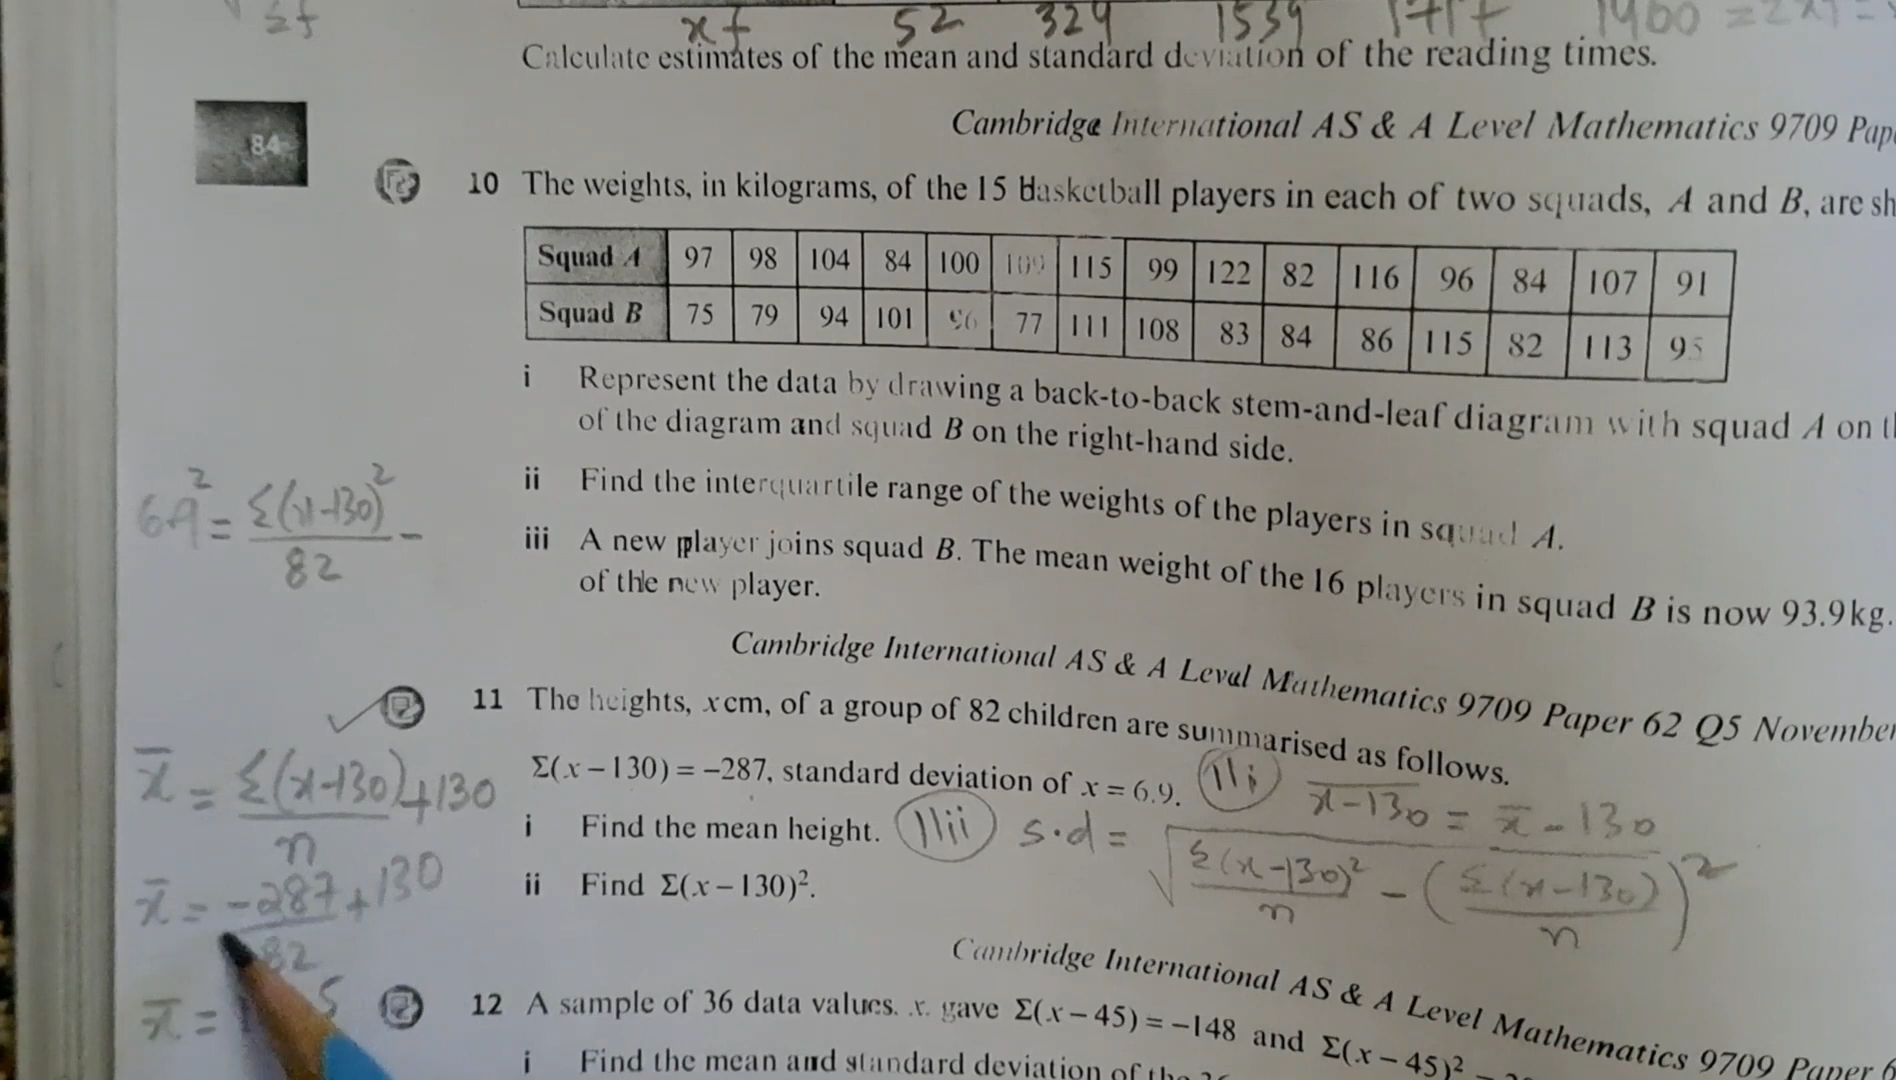 Σf
xf 52 324 1539
Calculate estimates of the mean and standard deviation of the reading times.
Cambridge International AS & A Level Mathematics 9709
84
10 The weights, in kilograms, of the 15 basketball players in each of two squads, A and B, are
Squad A 97 98 104 84 100 109 115 99 122 82 116 96 84 107 91
Squad B 75 79 94 101 96 77 111 108 83 84 86 115 82 113 95
i Represent the data by drawing a back-to-back stem-and-leaf diagram with squad A on
of the diagram and squad B on the right-hand side.
ii Find the interquartile range of the weights of the players in squad A.
6.9² = Σ(x-130)² -
82
iii A new player joins squad B. The mean weight of the 16 players in squad B is now 93.9 kg.
of the new player.
Cambridge International AS & A Level Mathematics 9709 Paper 62 Q5 November
11 The heights, x cm, of a group of 82 children are summarised as follows.
Σ(x – 130) = –287, standard deviation of x = 6.9.
11i x̅-̅1̅3̅0̅ = x̅ - 130
x̅ = Σ(x-130) + 130
n
i Find the mean height.
11ii s.d = √ Σ(x-130)² - ( Σ(x-130) )²
n n
ii Find Σ(x – 130)².
x̅ = -287 + 130
82
x̅ = 5
Cambridge International AS & A Level Mathematics 9709 Paper
12 A sample of 36 data values, x, gave Σ(x – 45) = –148 and Σ(x – 45)²
i Find the mean and standard deviation of the